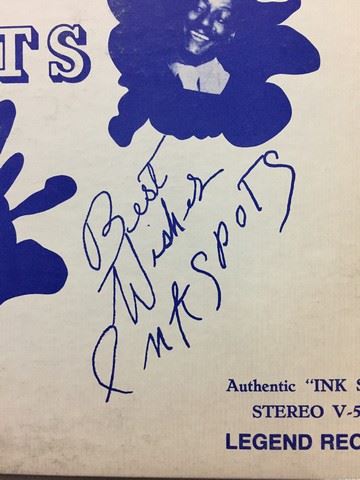 TS
Best
Wishes
Ink SPOTS
Authentic "INK S
STEREO V-5
LEGEND REC